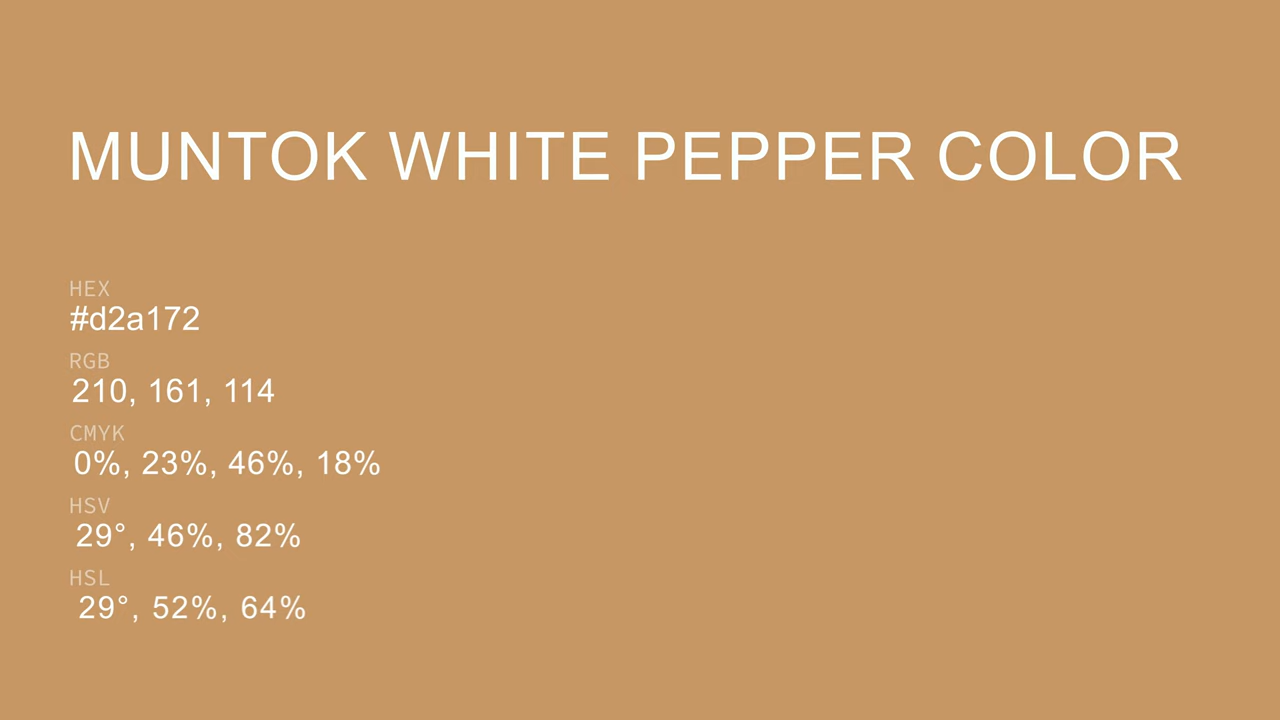 MUNTOK WHITE PEPPER COLOR
HEX
#d2a172
RGB
210, 161, 114
CMYK
0%, 23%, 46%, 18%
HSV
29°, 46%, 82%
HSL
29°, 52%, 64%